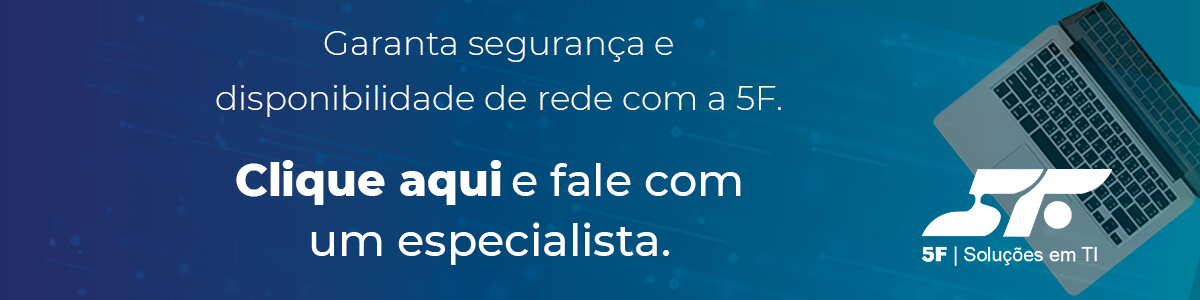 Garanta segurança e
disponibilidade de rede com a 5F.
Clique aqui e fale com
um especialista.
5F.
5F | Soluções em TI